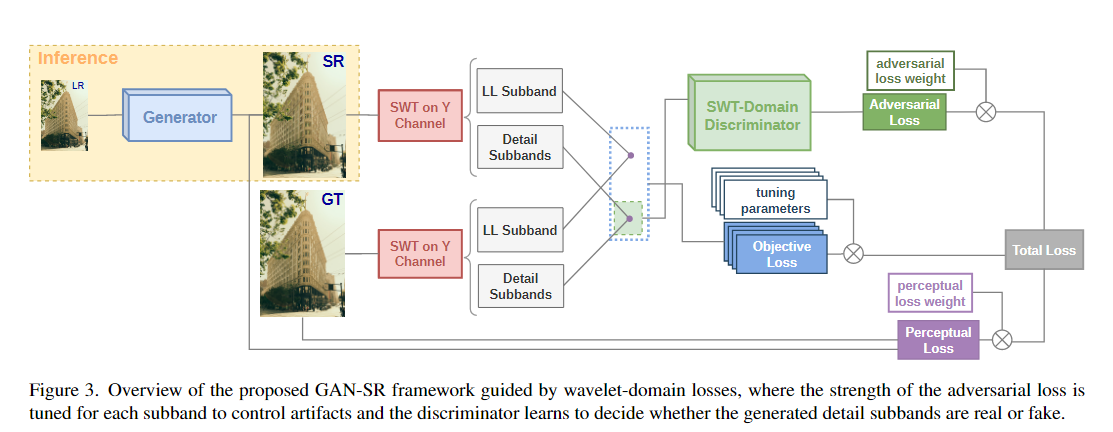 Inference
LR
Generator
SR
GT
SWT on Y
Channel
SWT on Y
Channel
LL Subband
Detail
Subbands
LL Subband
Detail
Subbands
SWT-Domain
Discriminator
adversarial
loss weight
Adversarial
Loss
tuning
parameters
Objective
Loss
Total Loss
perceptual
loss weight
Perceptual
Loss
Figure 3. Overview of the proposed GAN-SR framework guided by wavelet-domain losses, where the strength of the adversarial loss is
tuned for each subband to control artifacts and the discriminator learns to decide whether the generated detail subbands are real or fake.